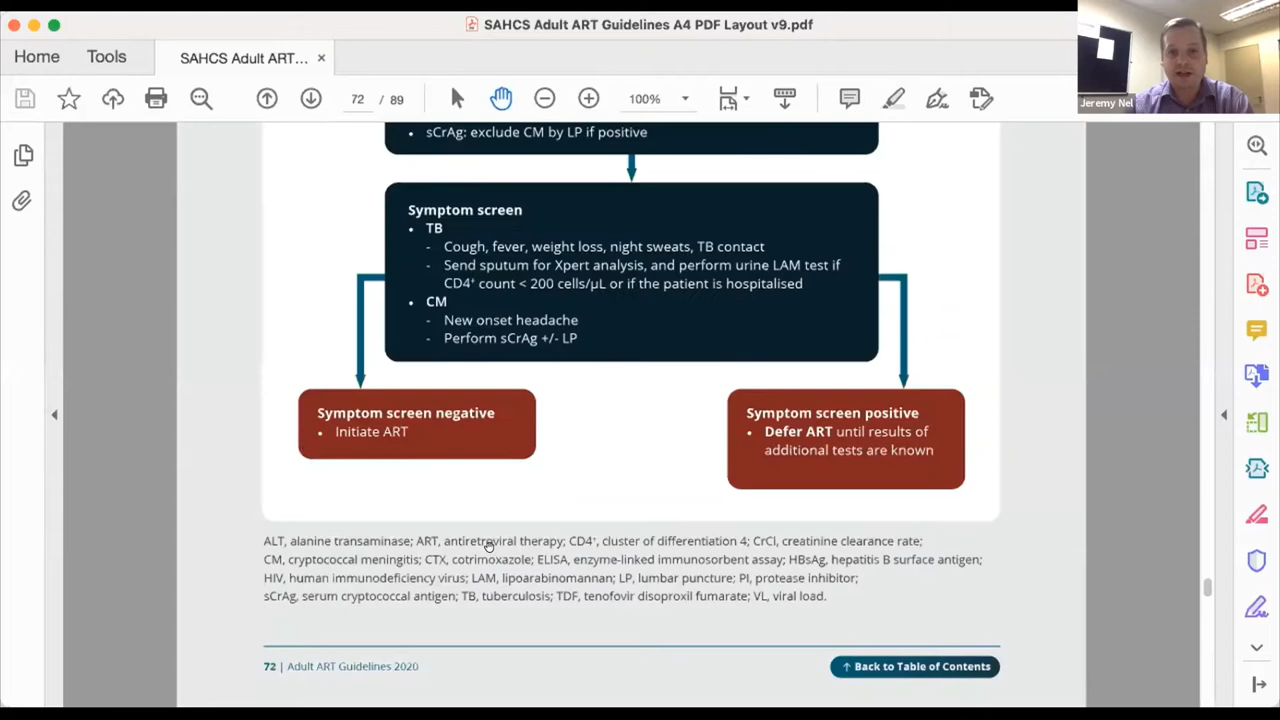 SAHCS Adult ART Guidelines A4 PDF Layout v9.pdf
Home Tools SAHCS Adult ART... ×
72 / 89 100%
Jeremy Nel
• sCrAg: exclude CM by LP if positive
Symptom screen
• TB
- Cough, fever, weight loss, night sweats, TB contact
- Send sputum for Xpert analysis, and perform urine LAM test if
CD4⁺ count < 200 cells/µL or if the patient is hospitalised
• CM
- New onset headache
- Perform sCrAg +/- LP
Symptom screen negative
• Initiate ART
Symptom screen positive
• Defer ART until results of
additional tests are known
ALT, alanine transaminase; ART, antiretroviral therapy; CD4⁺, cluster of differentiation 4; CrCl, creatinine clearance rate;
CM, cryptococcal meningitis; CTX, cotrimoxazole; ELISA, enzyme-linked immunosorbent assay; HBsAg, hepatitis B surface antigen;
HIV, human immunodeficiency virus; LAM, lipoarabinomannan; LP, lumbar puncture; PI, protease inhibitor;
sCrAg, serum cryptococcal antigen; TB, tuberculosis; TDF, tenofovir disoproxil fumarate; VL, viral load.
72 | Adult ART Guidelines 2020
↑ Back to Table of Contents